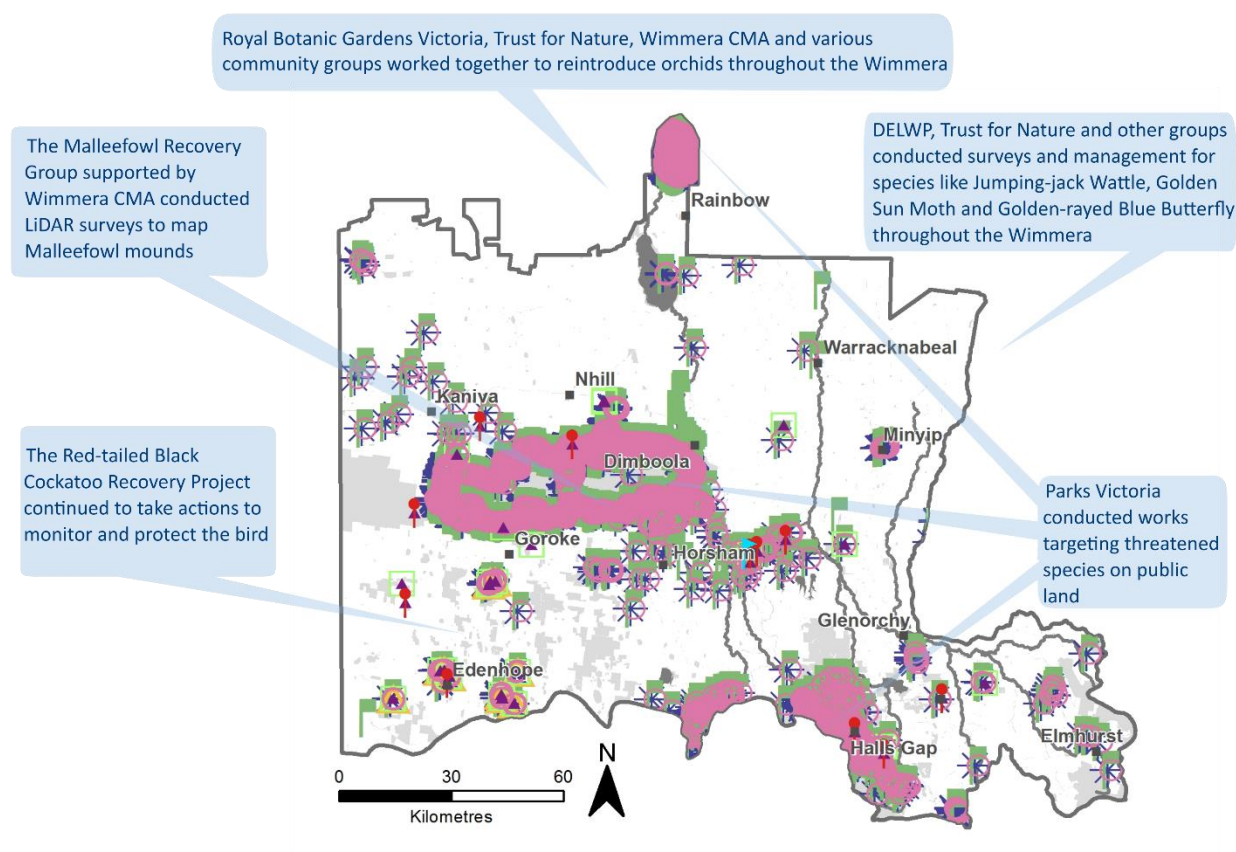 Royal Botanic Gardens Victoria, Trust for Nature, Wimmera CMA and various
community groups worked together to reintroduce orchids throughout the Wimmera
The Malleefowl Recovery
Group supported by
Wimmera CMA conducted
LiDAR surveys to map
Malleefowl mounds
DELWP, Trust for Nature and other groups
conducted surveys and management for
species like Jumping-jack Wattle, Golden
Sun Moth and Golden-rayed Blue Butterfly
throughout the Wimmera
Rainbow
Warracknabeal
Nhill
Kaniva
Minyip
Dimboola
The Red-tailed Black
Cockatoo Recovery Project
continued to take actions to
monitor and protect the bird
Parks Victoria
conducted works
targeting threatened
species on public
land
Goroke
Horsham
Glenorchy
Edenhope
Elmhurst
Halls Gap
N
0 30 60
Kilometres